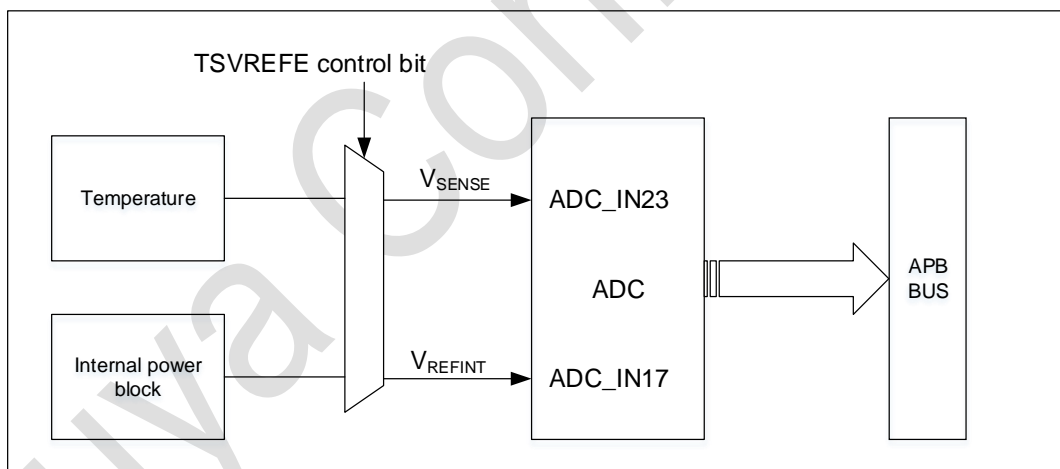 TSVREFE control bit
Temperature
VSENSE
ADC_IN23
ADC
APB
BUS
Internal power
block
VREFINT
ADC_IN17